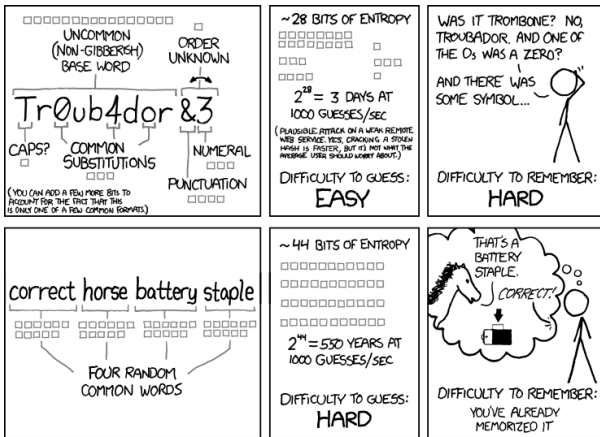 UNCOMMON
(NON-GIBBERISH)
BASE WORD
ORDER
UNKNOWN
Tr0ub4dor &3
CAPS?
COMMON
SUBSTITUTIONS
NUMERAL
PUNCTUATION
(YOU CAN ADD A FEW MORE BITS TO
ACCOUNT FOR THE FACT THAT THIS
IS ONLY ONE OF A FEW COMMON FORMATS.)
~28 BITS OF ENTROPY
2²⁸ = 3 DAYS AT
1000 GUESSES/SEC
(PLAUSIBLE ATTACK ON A WEAK REMOTE
WEB SERVICE. YES, CRACKING A STOLEN
HASH IS FASTER, BUT IT'S NOT WHAT THE
AVERAGE USER SHOULD WORRY ABOUT.)
DIFFICULTY TO GUESS:
EASY
WAS IT TROMBONE? NO,
TROUBADOR. AND ONE OF
THE Os WAS A ZERO?
AND THERE WAS
SOME SYMBOL...
DIFFICULTY TO REMEMBER:
HARD
correct horse battery staple
FOUR RANDOM
COMMON WORDS
~44 BITS OF ENTROPY
2⁴⁴ = 550 YEARS AT
1000 GUESSES/SEC
DIFFICULTY TO GUESS:
HARD
THAT'S A
BATTERY
STAPLE.
CORRECT!
DIFFICULTY TO REMEMBER:
YOU'VE ALREADY
MEMORIZED IT